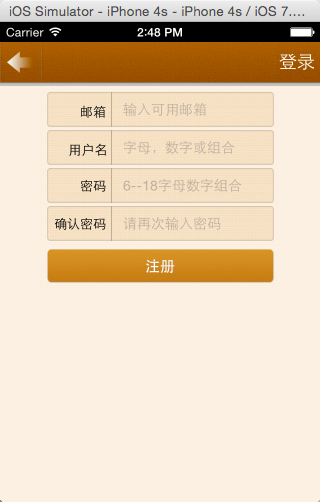 iOS Simulator - iPhone 4s - iPhone 4s / iOS 7....
Carrier 2:48 PM
登录
邮箱 输入可用邮箱
用户名 字母，数字或组合
密码 6--18字母数字组合
确认密码 请再次输入密码
注册